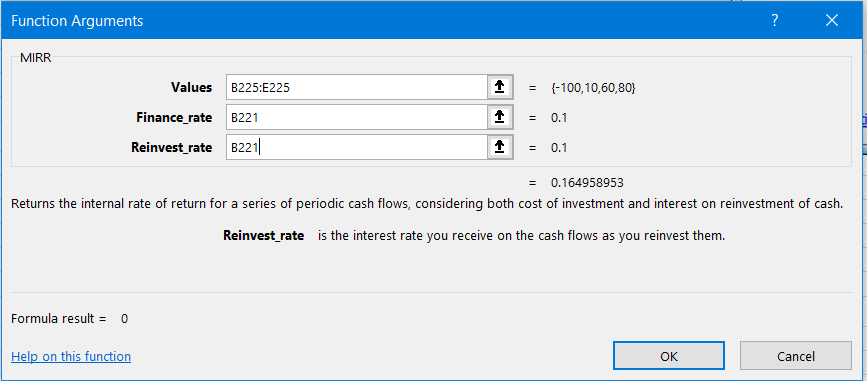 Function Arguments ?
MIRR
Values B225:E225 = {-100,10,60,80}
Finance_rate B221 = 0.1
Reinvest_rate B221 = 0.1
= 0.164958953
Returns the internal rate of return for a series of periodic cash flows, considering both cost of investment and interest on reinvestment of cash.
Reinvest_rate is the interest rate you receive on the cash flows as you reinvest them.
Formula result = 0
Help on this function OK Cancel